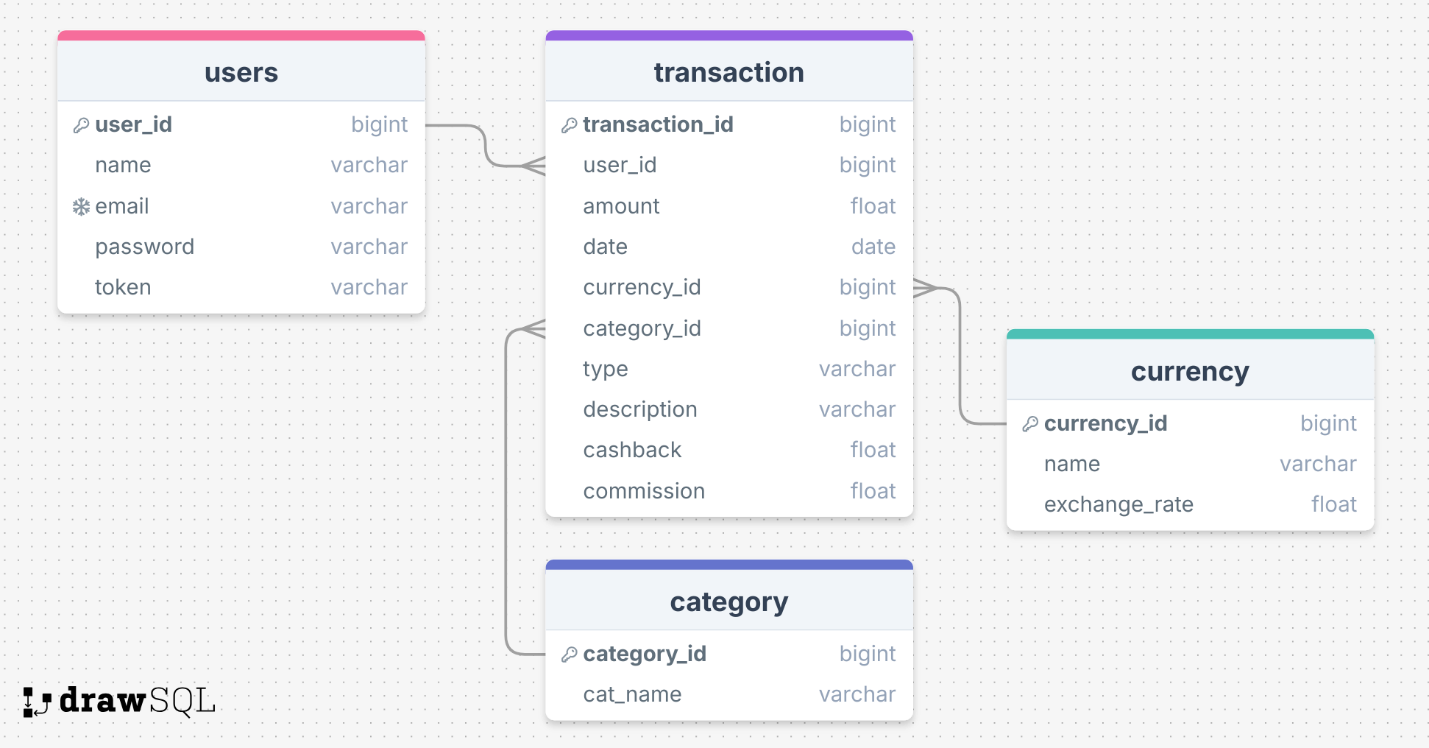 users
user_id bigint
name varchar
email varchar
password varchar
token varchar
transaction
transaction_id bigint
user_id bigint
amount float
date date
currency_id bigint
category_id bigint
type varchar
description varchar
cashback float
commission float
currency
currency_id bigint
name varchar
exchange_rate float
category
category_id bigint
cat_name varchar
drawSQL